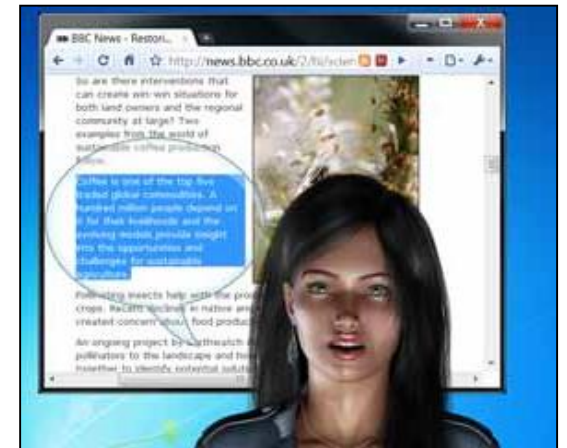 BBC News - Restori...
http://news.bbc.co.uk/2/hi/scien
So are there interventions that
can create win-win situations for
both land owners and the regional
community at large? Two
examples from the world of
sustainable coffee production
follow.
Coffee is one of the top five
traded global commodities. A
hundred million people depend on
it for their livelihoods and the
evolving models provide insight
into the opportunities and
challenges for sustainable
agriculture.
Pollinating insects help with the
crops. Recent declines in native and
created concern about food produc
An ongoing project by Earthwatch
pollinators to the landscape and how
together to identify potential solut